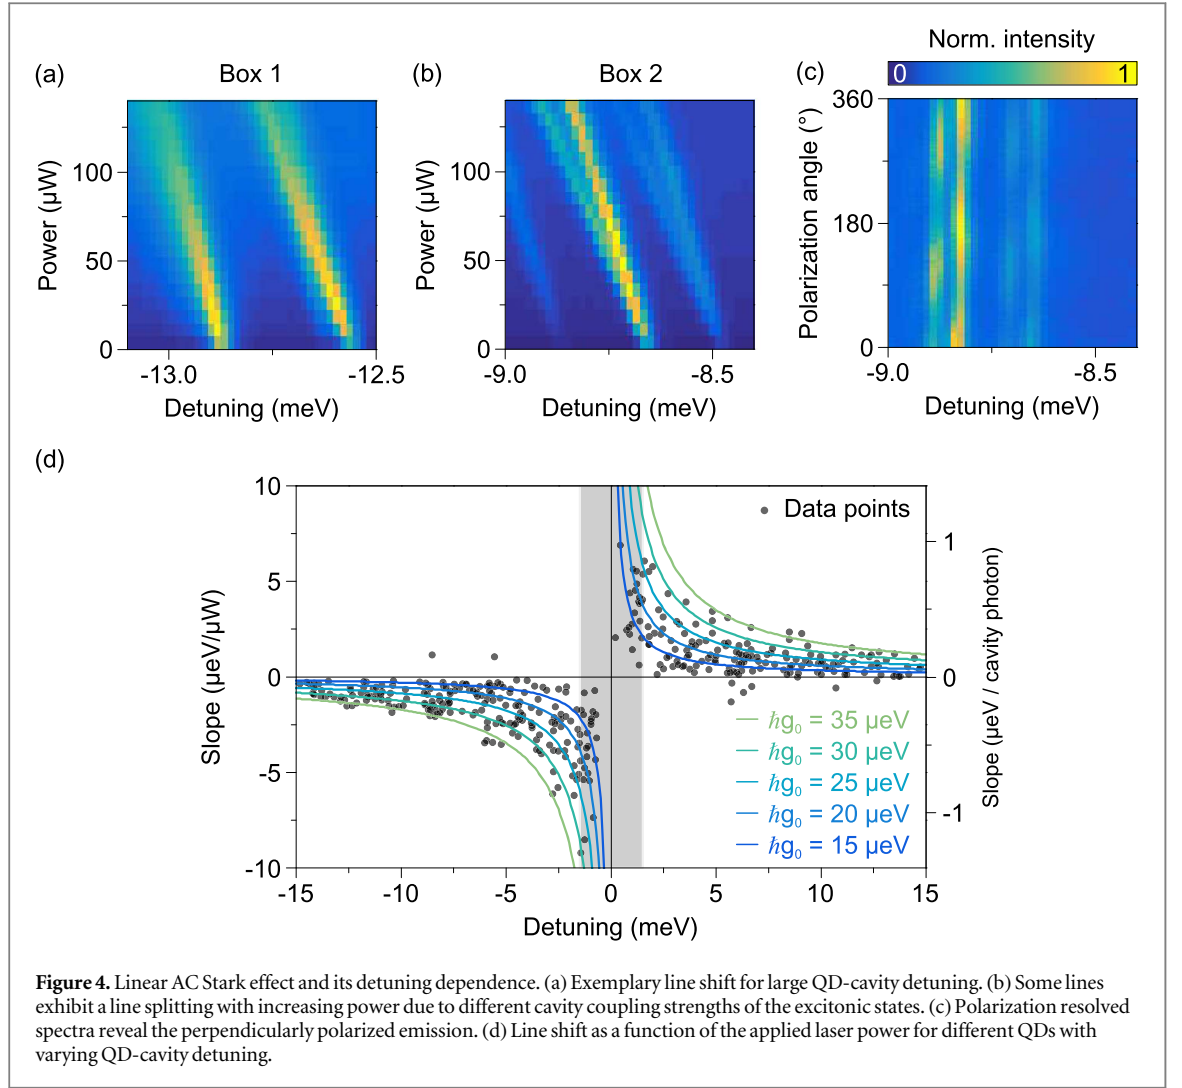 (a)
Box 1
Power (µW)
100
50
0
-13.0
-12.5
Detuning (meV)
(b)
Box 2
Power (µW)
100
50
0
-9.0
-8.5
Detuning (meV)
(c)
Norm. intensity
0
1
Polarization angle (°)
360
180
0
-9.0
-8.5
Detuning (meV)
(d)
Slope (µeV/µW)
10
5
0
-5
-10
-15
-10
-5
0
5
10
15
Detuning (meV)
Data points
ħg₀ = 35 µeV
ħg₀ = 30 µeV
ħg₀ = 25 µeV
ħg₀ = 20 µeV
ħg₀ = 15 µeV
1
0
-1
Slope (µeV / cavity photon)
Figure 4. Linear AC Stark effect and its detuning dependence. (a) Exemplary line shift for large QD-cavity detuning. (b) Some lines
exhibit a line splitting with increasing power due to different cavity coupling strengths of the excitonic states. (c) Polarization resolved
spectra reveal the perpendicularly polarized emission. (d) Line shift as a function of the applied laser power for different QDs with
varying QD-cavity detuning.